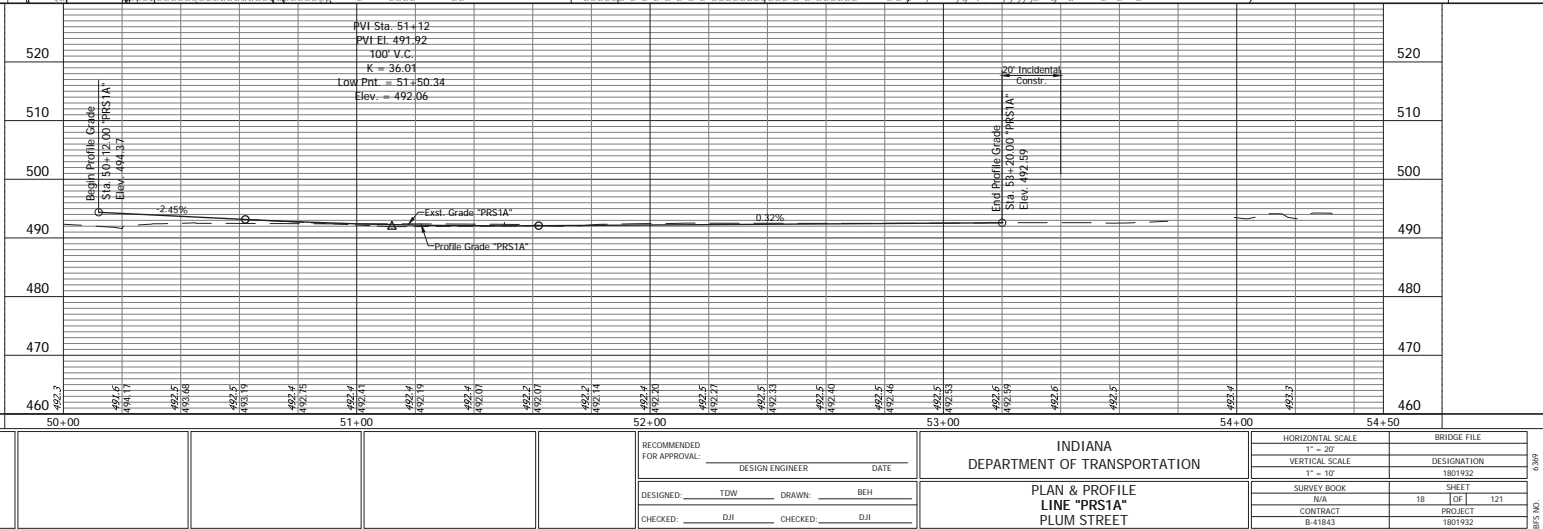 PVI Sta. 51+12
PVI El. 491.92
100' V.C.
K = 36.01
Low Pnt. = 51+50.34
Elev. = 492.06
20' Incidental
Constr.
520
520
510
510
500
500
490
490
480
480
470
470
460
460
Begin Profile Grade
Sta. 50+12.00 "PRS1A"
Elev. 494.37
-2.45%
Exst. Grade "PRS1A"
Profile Grade "PRS1A"
0.32%
End Profile Grade
Sta. 53+20.00 "PRS1A"
Elev. 492.59
492.3
491.6
494.17
492.5
493.68
492.5
493.19
492.4
492.75
492.4
492.41
492.4
492.19
492.4
492.07
492.2
492.07
492.3
492.14
492.4
492.20
492.5
492.27
492.5
492.33
492.5
492.40
492.5
492.46
492.5
492.53
492.6
492.59
492.6
492.5
493.4
493.3
50+00
51+00
52+00
53+00
54+00
54+50
RECOMMENDED
FOR APPROVAL:
DESIGN ENGINEER DATE
DESIGNED: TDW DRAWN: BEH
CHECKED: DJI CHECKED: DJI
INDIANA
DEPARTMENT OF TRANSPORTATION
PLAN & PROFILE
LINE "PRS1A"
PLUM STREET
HORIZONTAL SCALE
1" = 20'
BRIDGE FILE
VERTICAL SCALE
1" = 10'
DESIGNATION
1801932
SURVEY BOOK
N/A
SHEET
18 OF 121
CONTRACT
B-41843
PROJECT
1801932
BFS NO. 6369